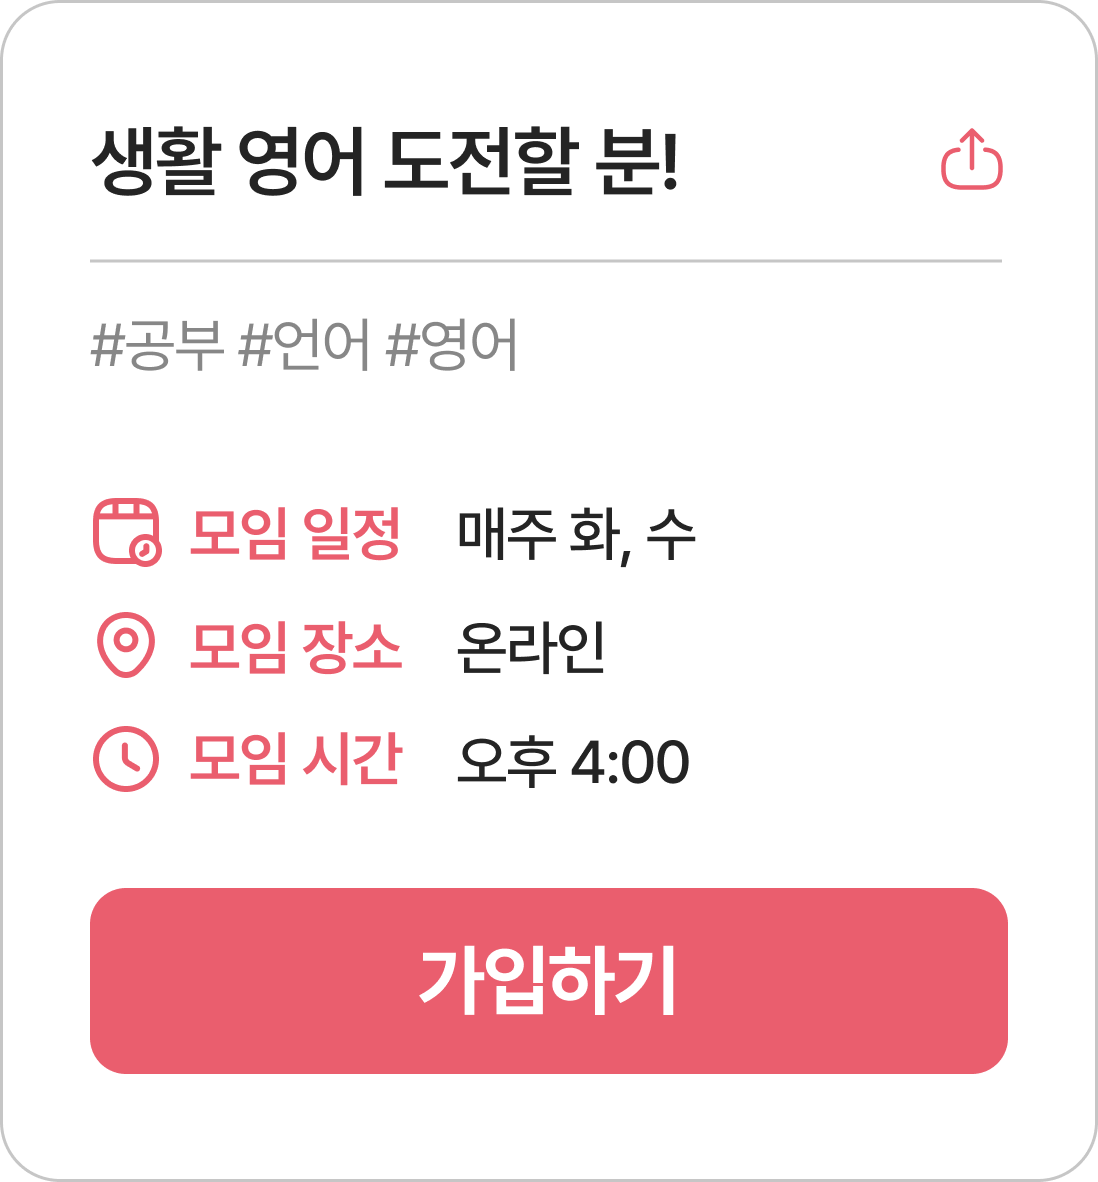 생활 영어 도전할 분!
#공부 #언어 #영어
모임 일정 매주 화, 수
모임 장소 온라인
모임 시간 오후 4:00
가입하기